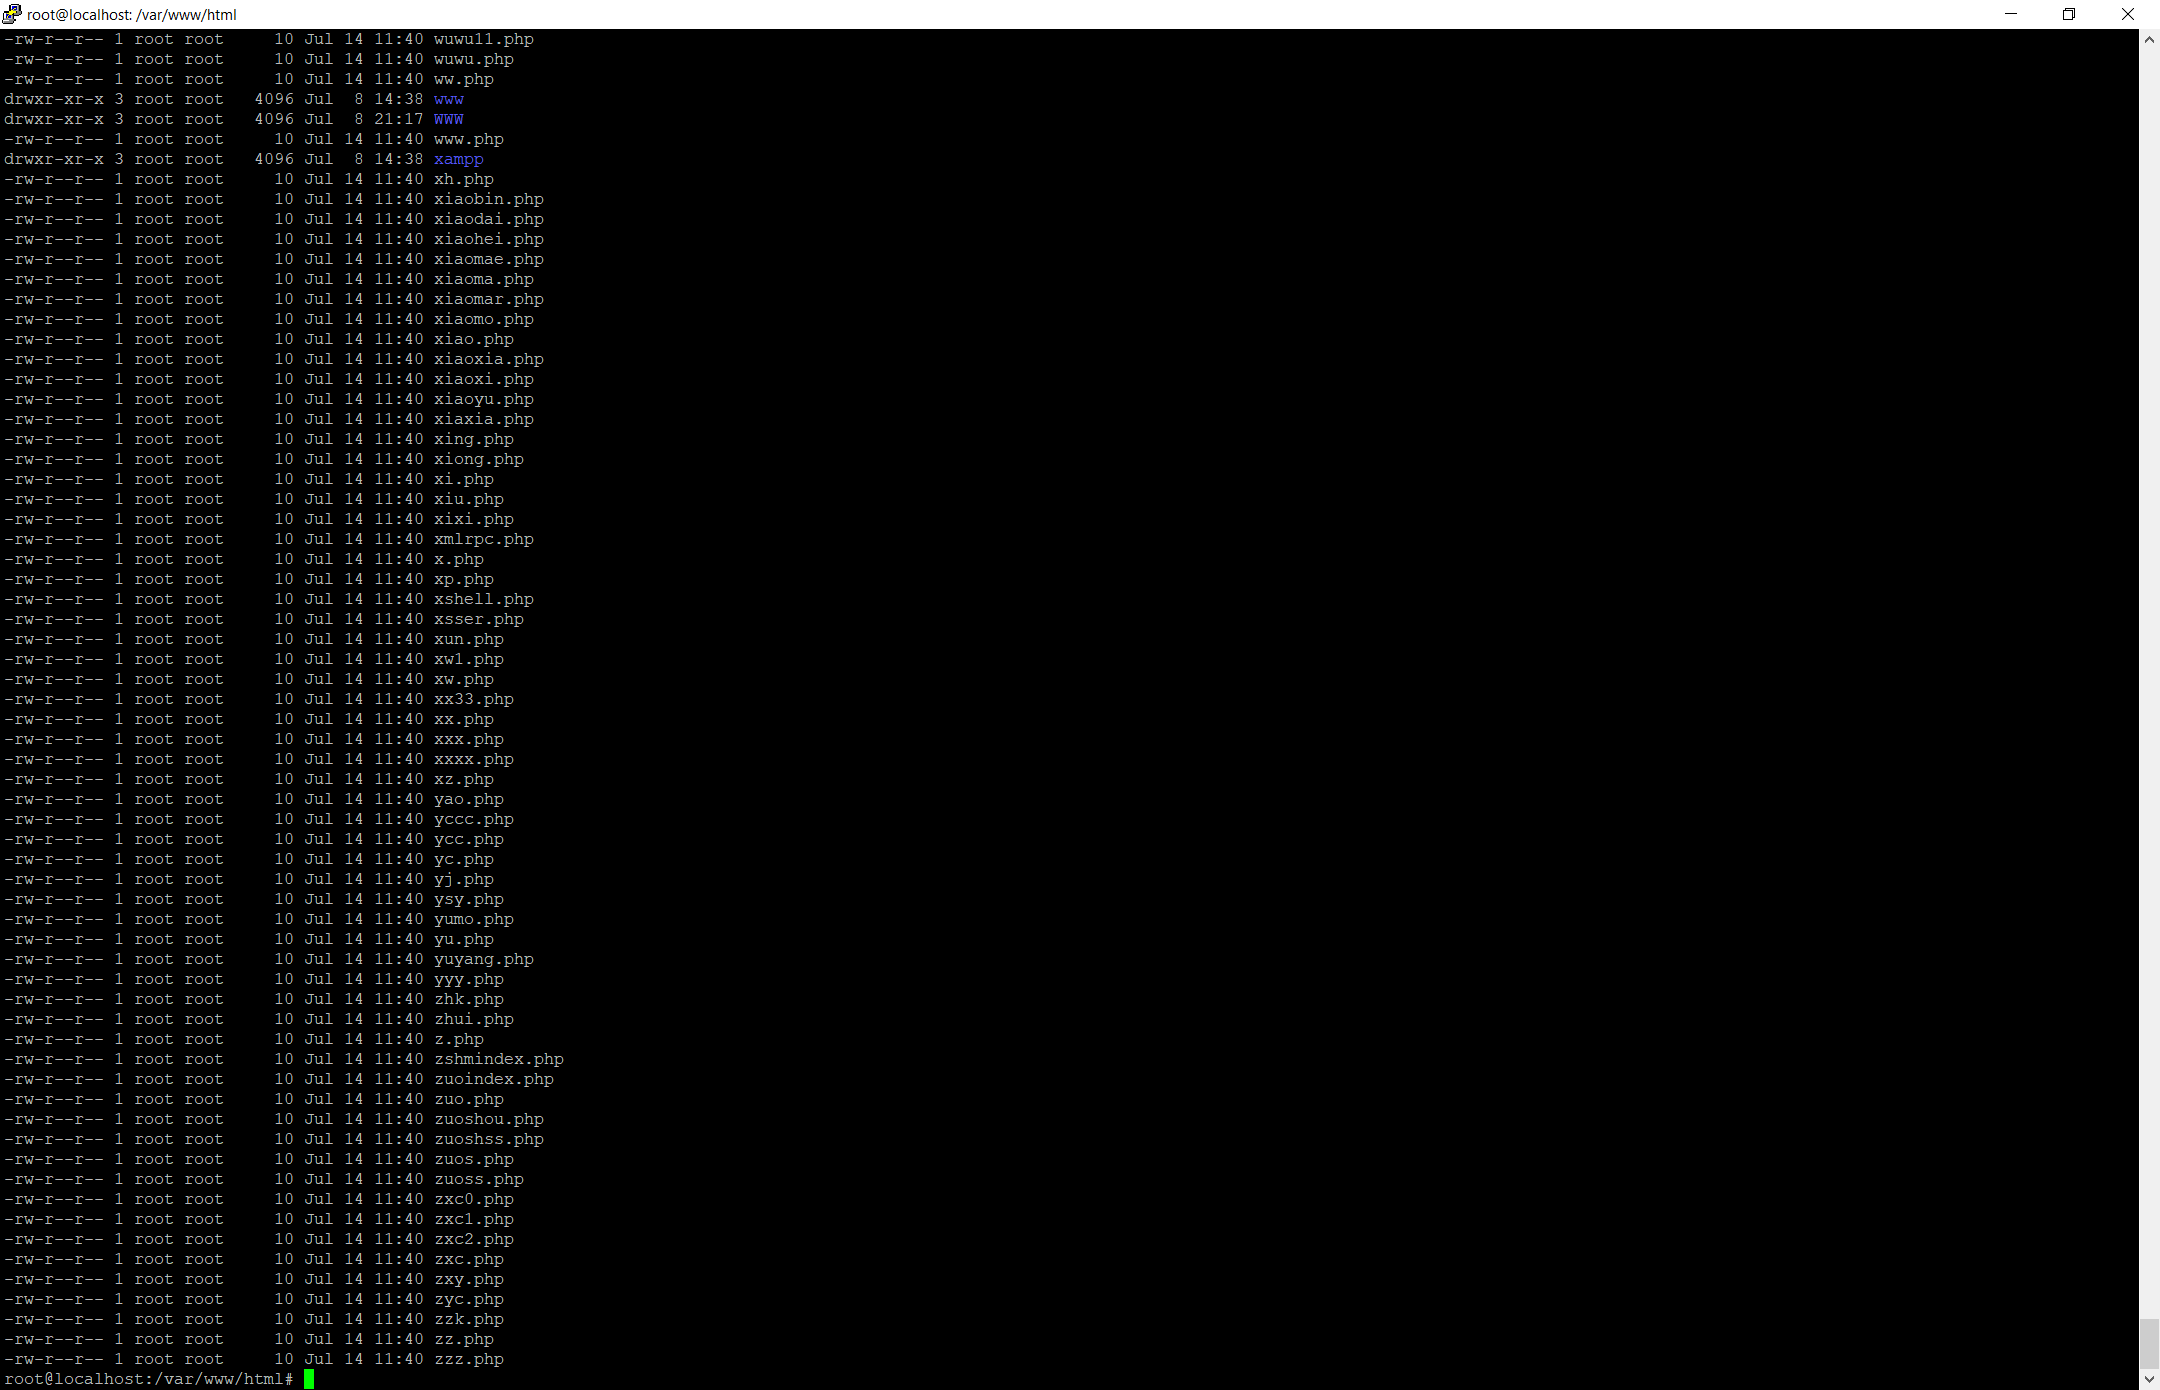 root@localhost: /var/www/html
-rw-r--r-- 1 root root     10 Jul 14 11:40 wuwu11.php
-rw-r--r-- 1 root root     10 Jul 14 11:40 wuwu.php
-rw-r--r-- 1 root root     10 Jul 14 11:40 ww.php
drwxr-xr-x 3 root root   4096 Jul  8 14:38 www
drwxr-xr-x 3 root root   4096 Jul  8 21:17 WWW
-rw-r--r-- 1 root root     10 Jul 14 11:40 www.php
drwxr-xr-x 3 root root   4096 Jul  8 14:38 xampp
-rw-r--r-- 1 root root     10 Jul 14 11:40 xh.php
-rw-r--r-- 1 root root     10 Jul 14 11:40 xiaobin.php
-rw-r--r-- 1 root root     10 Jul 14 11:40 xiaodai.php
-rw-r--r-- 1 root root     10 Jul 14 11:40 xiaohei.php
-rw-r--r-- 1 root root     10 Jul 14 11:40 xiaomae.php
-rw-r--r-- 1 root root     10 Jul 14 11:40 xiaoma.php
-rw-r--r-- 1 root root     10 Jul 14 11:40 xiaomar.php
-rw-r--r-- 1 root root     10 Jul 14 11:40 xiaomo.php
-rw-r--r-- 1 root root     10 Jul 14 11:40 xiao.php
-rw-r--r-- 1 root root     10 Jul 14 11:40 xiaoxia.php
-rw-r--r-- 1 root root     10 Jul 14 11:40 xiaoxi.php
-rw-r--r-- 1 root root     10 Jul 14 11:40 xiaoyu.php
-rw-r--r-- 1 root root     10 Jul 14 11:40 xiaxia.php
-rw-r--r-- 1 root root     10 Jul 14 11:40 xing.php
-rw-r--r-- 1 root root     10 Jul 14 11:40 xiong.php
-rw-r--r-- 1 root root     10 Jul 14 11:40 xi.php
-rw-r--r-- 1 root root     10 Jul 14 11:40 xiu.php
-rw-r--r-- 1 root root     10 Jul 14 11:40 xixi.php
-rw-r--r-- 1 root root     10 Jul 14 11:40 xmlrpc.php
-rw-r--r-- 1 root root     10 Jul 14 11:40 x.php
-rw-r--r-- 1 root root     10 Jul 14 11:40 xp.php
-rw-r--r-- 1 root root     10 Jul 14 11:40 xshell.php
-rw-r--r-- 1 root root     10 Jul 14 11:40 xsser.php
-rw-r--r-- 1 root root     10 Jul 14 11:40 xun.php
-rw-r--r-- 1 root root     10 Jul 14 11:40 xw1.php
-rw-r--r-- 1 root root     10 Jul 14 11:40 xw.php
-rw-r--r-- 1 root root     10 Jul 14 11:40 xx33.php
-rw-r--r-- 1 root root     10 Jul 14 11:40 xx.php
-rw-r--r-- 1 root root     10 Jul 14 11:40 xxx.php
-rw-r--r-- 1 root root     10 Jul 14 11:40 xxxx.php
-rw-r--r-- 1 root root     10 Jul 14 11:40 xz.php
-rw-r--r-- 1 root root     10 Jul 14 11:40 yao.php
-rw-r--r-- 1 root root     10 Jul 14 11:40 yccc.php
-rw-r--r-- 1 root root     10 Jul 14 11:40 ycc.php
-rw-r--r-- 1 root root     10 Jul 14 11:40 yc.php
-rw-r--r-- 1 root root     10 Jul 14 11:40 yj.php
-rw-r--r-- 1 root root     10 Jul 14 11:40 ysy.php
-rw-r--r-- 1 root root     10 Jul 14 11:40 yumo.php
-rw-r--r-- 1 root root     10 Jul 14 11:40 yu.php
-rw-r--r-- 1 root root     10 Jul 14 11:40 yuyang.php
-rw-r--r-- 1 root root     10 Jul 14 11:40 yyy.php
-rw-r--r-- 1 root root     10 Jul 14 11:40 zhk.php
-rw-r--r-- 1 root root     10 Jul 14 11:40 zhui.php
-rw-r--r-- 1 root root     10 Jul 14 11:40 z.php
-rw-r--r-- 1 root root     10 Jul 14 11:40 zshmindex.php
-rw-r--r-- 1 root root     10 Jul 14 11:40 zuoindex.php
-rw-r--r-- 1 root root     10 Jul 14 11:40 zuo.php
-rw-r--r-- 1 root root     10 Jul 14 11:40 zuoshou.php
-rw-r--r-- 1 root root     10 Jul 14 11:40 zuoshss.php
-rw-r--r-- 1 root root     10 Jul 14 11:40 zuos.php
-rw-r--r-- 1 root root     10 Jul 14 11:40 zuoss.php
-rw-r--r-- 1 root root     10 Jul 14 11:40 zxc0.php
-rw-r--r-- 1 root root     10 Jul 14 11:40 zxc1.php
-rw-r--r-- 1 root root     10 Jul 14 11:40 zxc2.php
-rw-r--r-- 1 root root     10 Jul 14 11:40 zxc.php
-rw-r--r-- 1 root root     10 Jul 14 11:40 zxy.php
-rw-r--r-- 1 root root     10 Jul 14 11:40 zyc.php
-rw-r--r-- 1 root root     10 Jul 14 11:40 zzk.php
-rw-r--r-- 1 root root     10 Jul 14 11:40 zz.php
-rw-r--r-- 1 root root     10 Jul 14 11:40 zzz.php
root@localhost:/var/www/html#